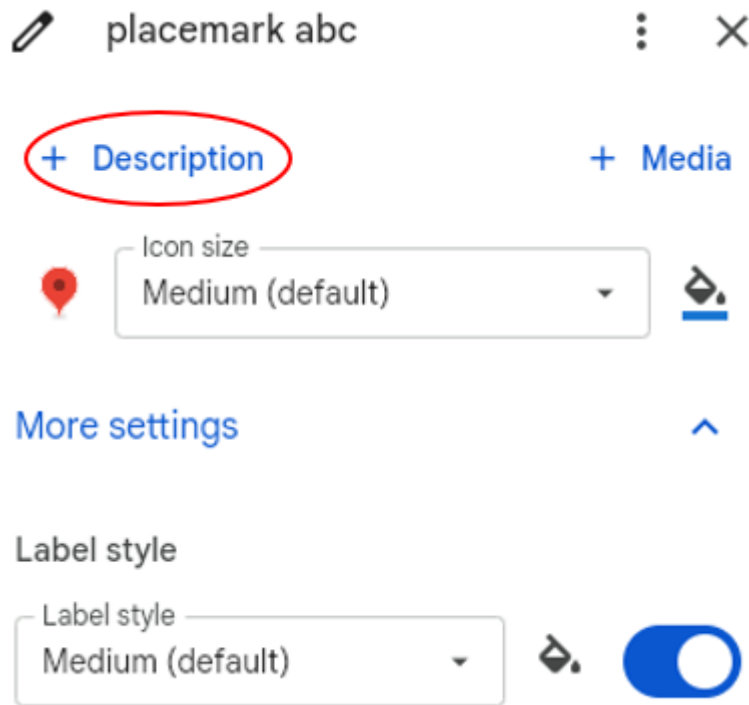 placemark abc
+ Description
+ Media
Icon size
Medium (default)
More settings
Label style
Label style
Medium (default)